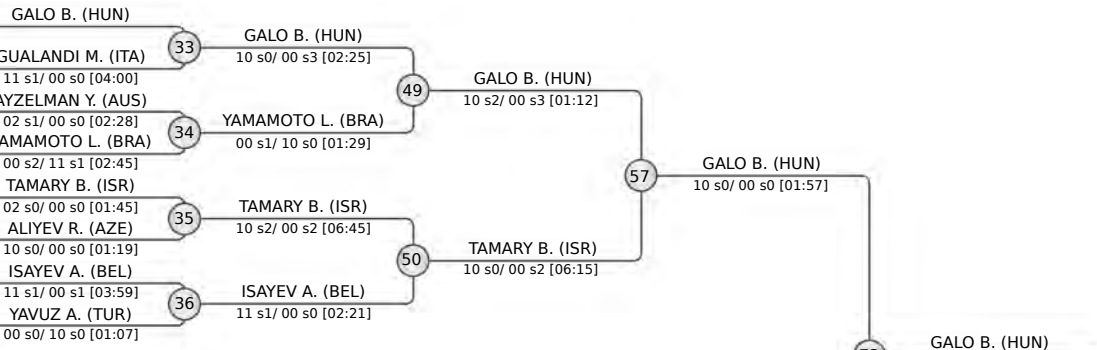 GALO B. (HUN)
33
GALO B. (HUN)
10 s0/ 00 s3 [02:25]
GUALANDI M. (ITA)
11 s1/ 00 s0 [04:00]
49
GALO B. (HUN)
10 s2/ 00 s3 [01:12]
AYZELMAN Y. (AUS)
02 s1/ 00 s0 [02:28]
34
YAMAMOTO L. (BRA)
00 s1/ 10 s0 [01:29]
AMAMOTO L. (BRA)
00 s2/ 11 s1 [02:45]
57
GALO B. (HUN)
10 s0/ 00 s0 [01:57]
TAMARY B. (ISR)
02 s0/ 00 s0 [01:45]
35
TAMARY B. (ISR)
10 s2/ 00 s2 [06:45]
ALIYEV R. (AZE)
10 s0/ 00 s0 [01:19]
50
TAMARY B. (ISR)
10 s0/ 00 s2 [06:15]
ISAYEV A. (BEL)
11 s1/ 00 s1 [03:59]
36
ISAYEV A. (BEL)
11 s1/ 00 s0 [02:21]
YAVUZ A. (TUR)
00 s0/ 10 s0 [01:07]
GALO B. (HUN)